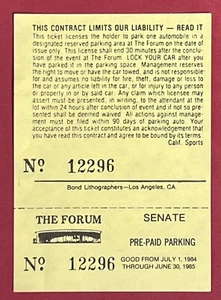 THIS CONTRACT LIMITS OUR LIABILITY — READ IT
This ticket licenses the holder to park one automobile in a
designated reserved parking area at The Forum on the date of
issue only. This license shall end 30 minutes after the conclu-
sion of the event at The Forum. LOCK YOUR CAR after you
have parked it in the parking space. Management reserves
the right to move or have the car towed, and is not responsible
for and assumes no liability for fire, theft, damage to or loss
of the car or any article left in the car, or for injury to any person
or property in or by said car. Any claim licensee may
assert must be presented, in writing, to the attendant at the
lot within 24 hours after conclusion of event and if not so pre-
sented shall be deemed waived. All actions against manage-
ment must be filed within 90 days of parking auto. Your
acceptance of this ticket constitutes an acknowledgement that
you have read this contract and agree to be bound by its terms.
Calif. Sports
No. 12296
Bond Lithographers—Los Angeles, CA.
THE FORUM
SENATE
PRE-PAID PARKING
No. 12296
GOOD FROM JULY 1, 1984
THROUGH JUNE 30, 1985